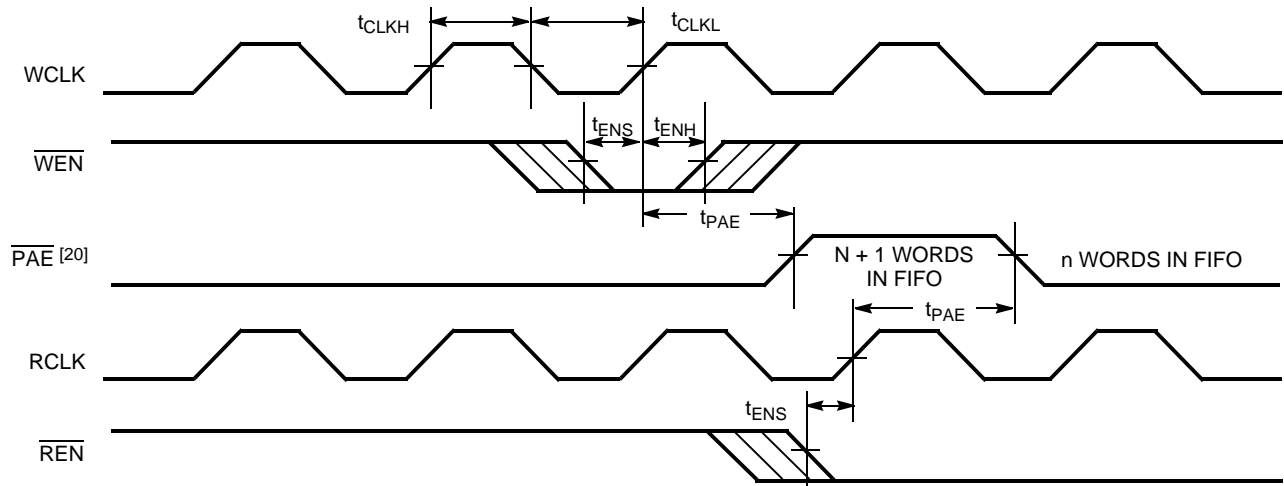 tCLKH
tCLKL
WCLK
tENS
tENH
WEN
tPAE
PAE [20]
N + 1 WORDS
IN FIFO
n WORDS IN FIFO
tPAE
RCLK
tENS
REN